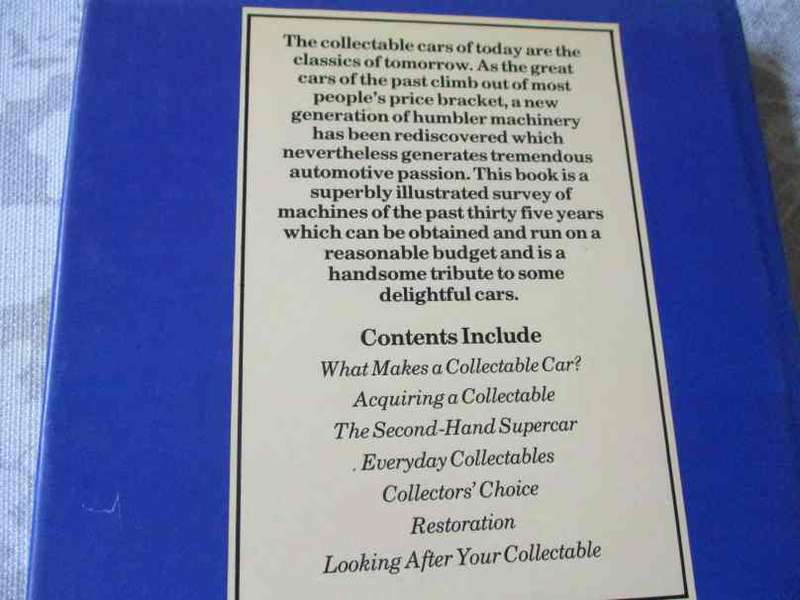 The collectable cars of today are the
classics of tomorrow. As the great
cars of the past climb out of most
people's price bracket, a new
generation of humbler machinery
has been rediscovered which
nevertheless generates tremendous
automotive passion. This book is a
superbly illustrated survey of
machines of the past thirty five years
which can be obtained and run on a
reasonable budget and is a
handsome tribute to some
delightful cars.
Contents Include
What Makes a Collectable Car?
Acquiring a Collectable
The Second-Hand Supercar
Everyday Collectables
Collectors' Choice
Restoration
Looking After Your Collectable